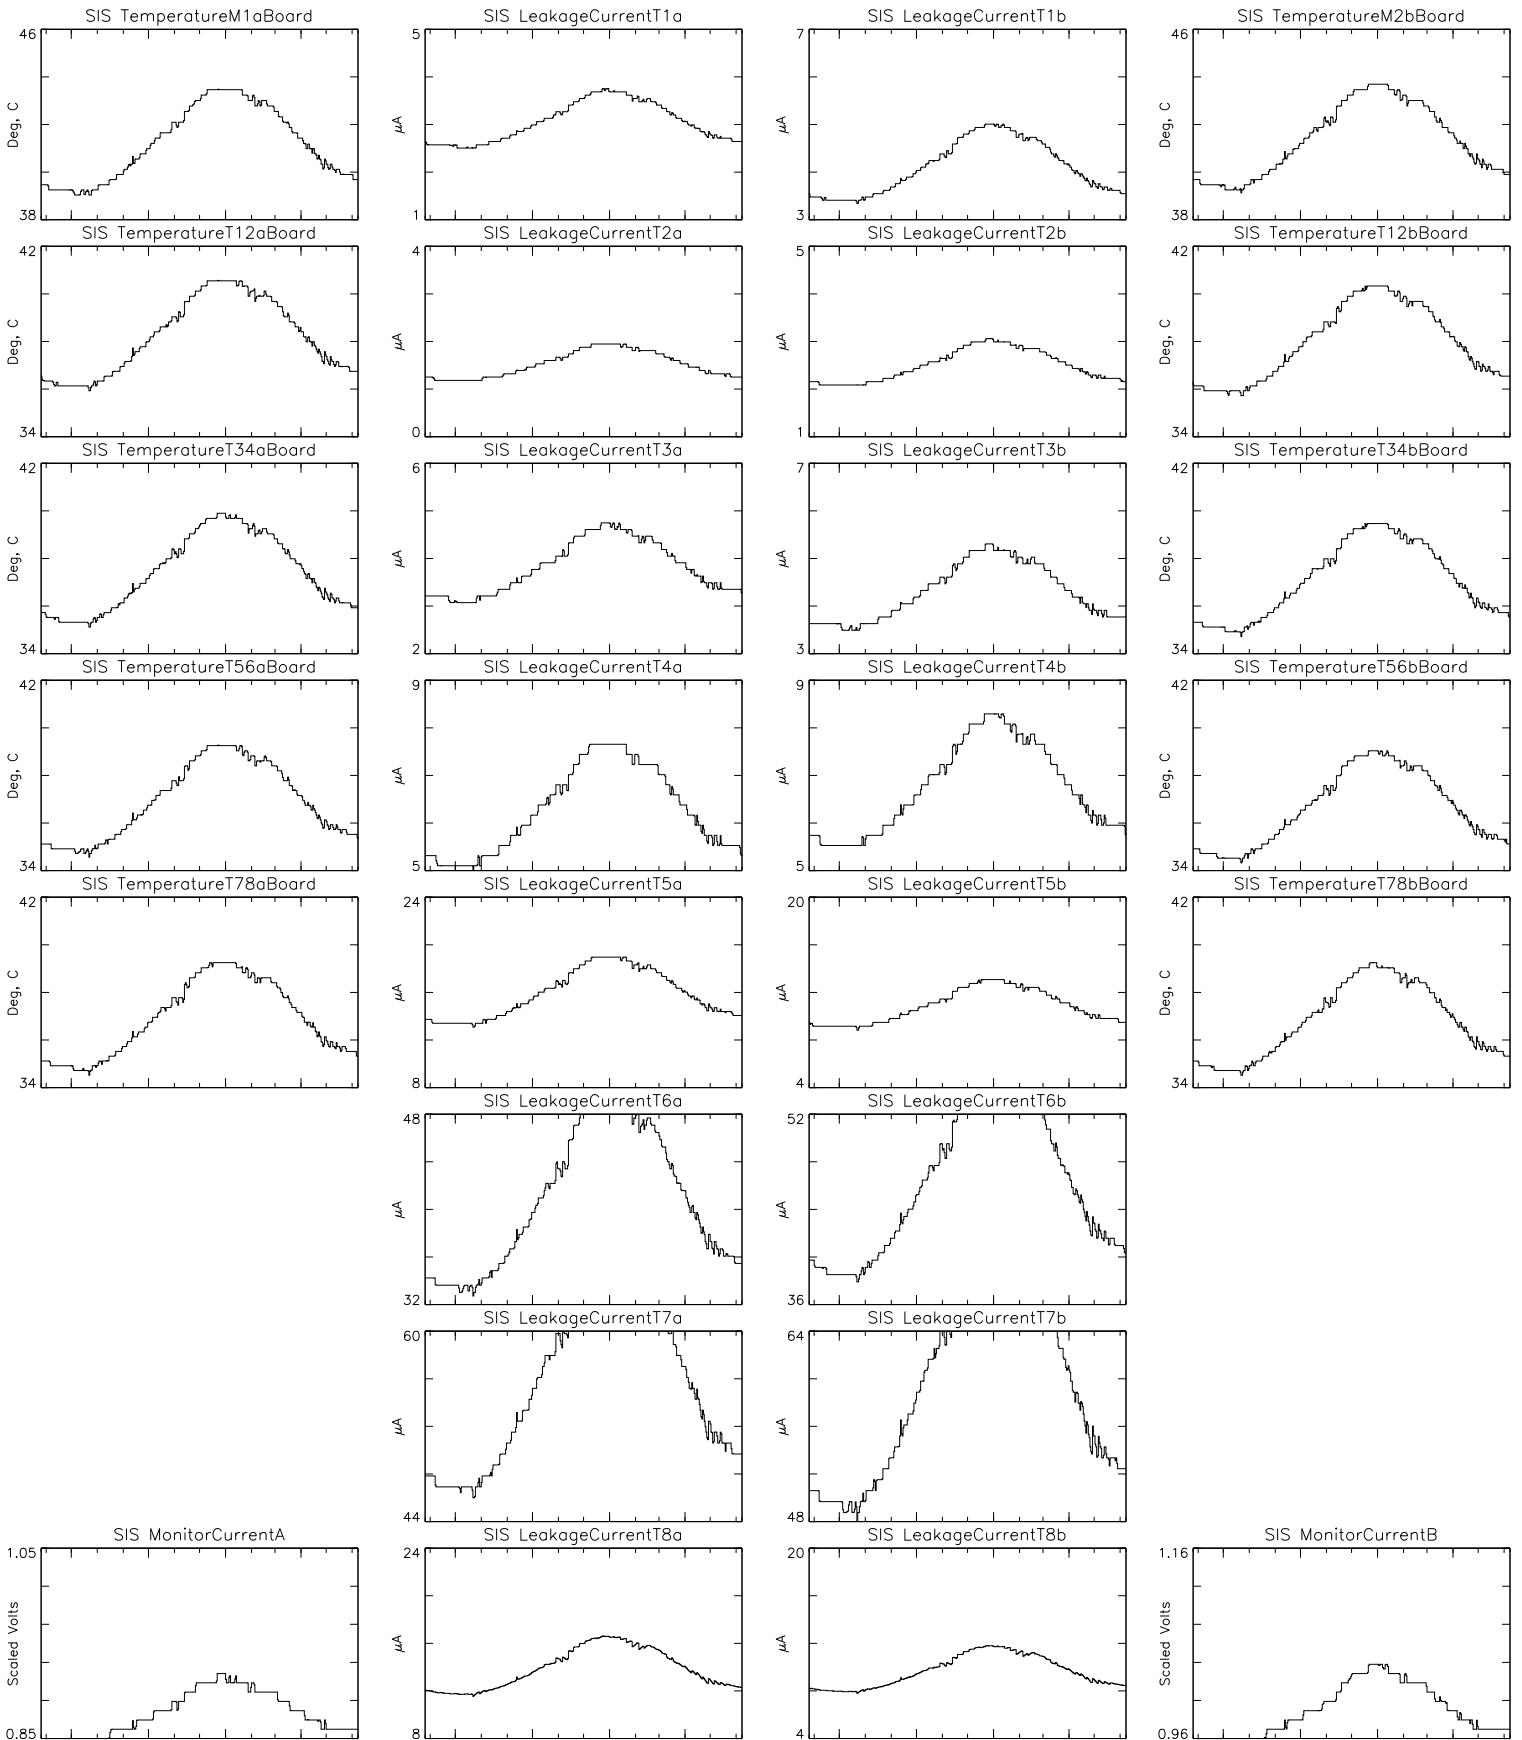 SIS TemperatureM1aBoard
46
Deg, C
38
SIS LeakageCurrentT1a
5
μA
1
SIS LeakageCurrentT1b
7
μA
3
SIS TemperatureM2bBoard
46
Deg, C
38
SIS TemperatureT12aBoard
42
Deg, C
34
SIS LeakageCurrentT2a
4
μA
0
SIS LeakageCurrentT2b
5
μA
1
SIS TemperatureT12bBoard
42
Deg, C
34
SIS TemperatureT34aBoard
42
Deg, C
34
SIS LeakageCurrentT3a
6
μA
2
SIS LeakageCurrentT3b
7
μA
3
SIS TemperatureT34bBoard
42
Deg, C
34
SIS TemperatureT56aBoard
42
Deg, C
34
SIS LeakageCurrentT4a
9
μA
5
SIS LeakageCurrentT4b
9
μA
5
SIS TemperatureT56bBoard
42
Deg, C
34
SIS TemperatureT78aBoard
42
Deg, C
34
SIS LeakageCurrentT5a
24
μA
8
SIS LeakageCurrentT5b
20
μA
4
SIS TemperatureT78bBoard
42
Deg, C
34
SIS LeakageCurrentT6a
48
μA
32
SIS LeakageCurrentT6b
52
μA
36
SIS LeakageCurrentT7a
60
μA
44
SIS LeakageCurrentT7b
64
μA
48
SIS MonitorCurrentA
1.05
Scaled Volts
0.85
SIS LeakageCurrentT8a
24
μA
8
SIS LeakageCurrentT8b
20
μA
4
SIS MonitorCurrentB
1.16
Scaled Volts
0.96